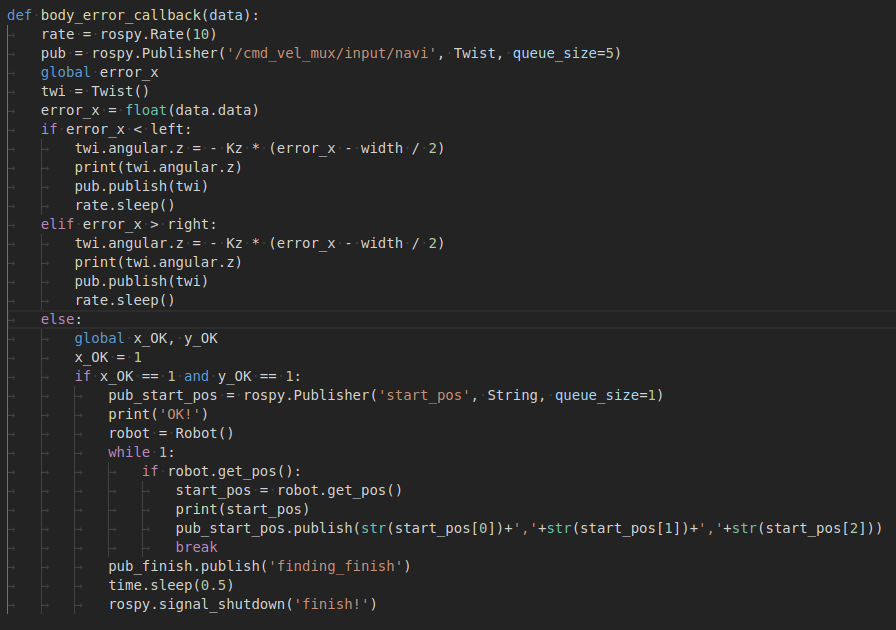 def body_error_callback(data):
    rate = rospy.Rate(10)
    pub = rospy.Publisher('/cmd_vel_mux/input/navi', Twist, queue_size=5)
    global error_x
    twi = Twist()
    error_x = float(data.data)
    if error_x < left:
        twi.angular.z = - Kz * (error_x - width / 2)
        print(twi.angular.z)
        pub.publish(twi)
        rate.sleep()
    elif error_x > right:
        twi.angular.z = - Kz * (error_x - width / 2)
        print(twi.angular.z)
        pub.publish(twi)
        rate.sleep()
    else:
        global x_OK, y_OK
        x_OK = 1
        if x_OK == 1 and y_OK == 1:
            pub_start_pos = rospy.Publisher('start_pos', String, queue_size=1)
            print('OK!')
            robot = Robot()
            while 1:
                if robot.get_pos():
                    start_pos = robot.get_pos()
                    print(start_pos)
                    pub_start_pos.publish(str(start_pos[0])+','+str(start_pos[1])+','+str(start_pos[2]))
                    break
            pub_finish.publish('finding_finish')
            time.sleep(0.5)
            rospy.signal_shutdown('finish!')